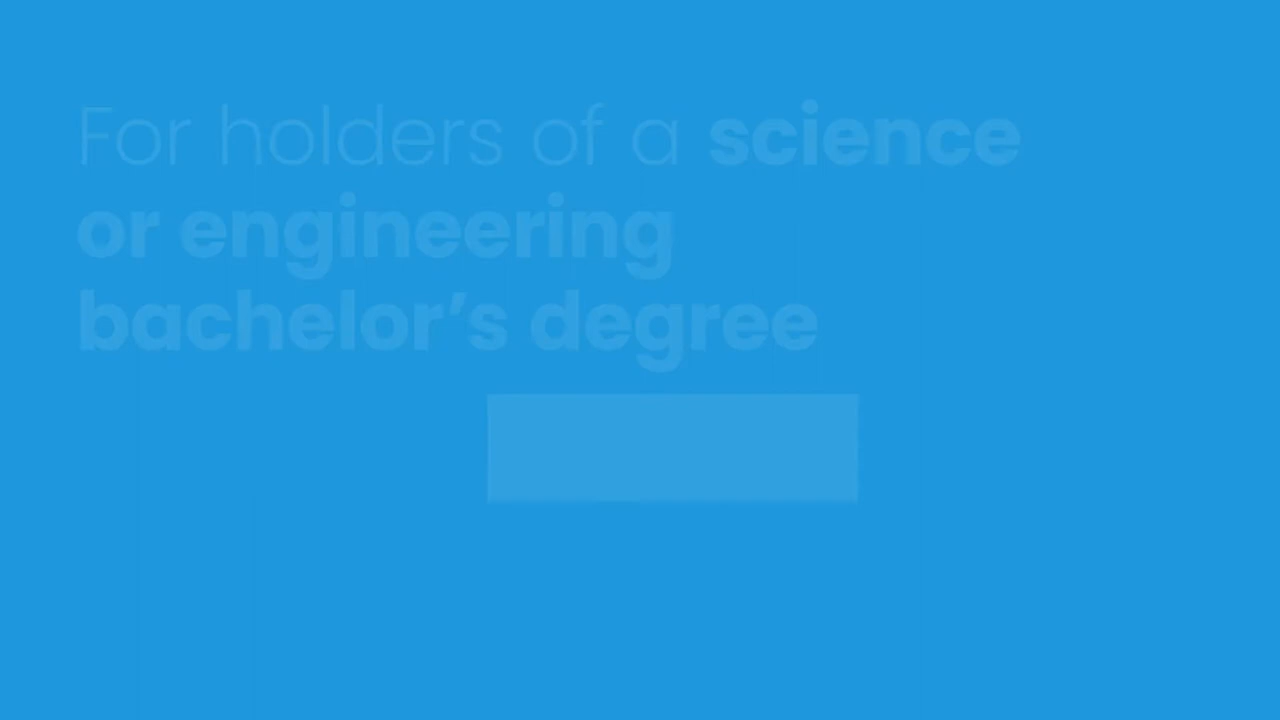 For holders of a science
or engineering
bachelor’s degree